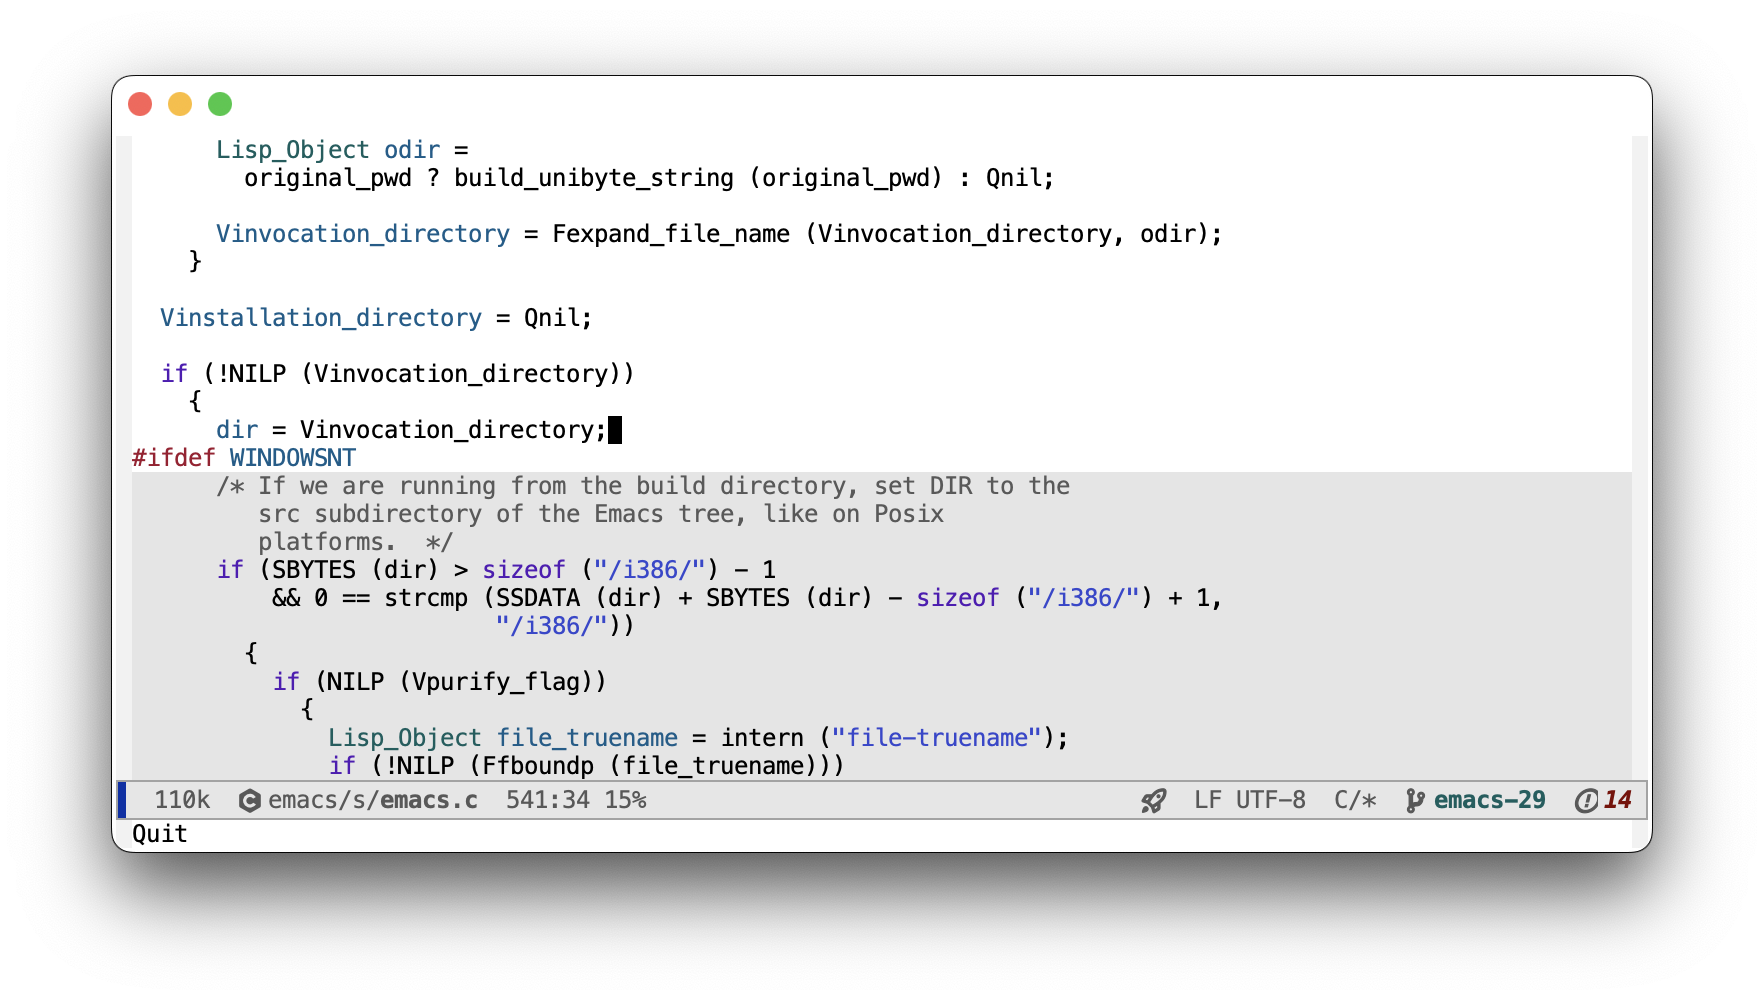 Lisp_Object odir =
        original_pwd ? build_unibyte_string (original_pwd) : Qnil;

      Vinvocation_directory = Fexpand_file_name (Vinvocation_directory, odir);
    }

  Vinstallation_directory = Qnil;

  if (!NILP (Vinvocation_directory))
    {
      dir = Vinvocation_directory;
#ifdef WINDOWSNT
      /* If we are running from the build directory, set DIR to the
         src subdirectory of the Emacs tree, like on Posix
         platforms.  */
      if (SBYTES (dir) > sizeof ("/i386/") - 1
          && 0 == strcmp (SSDATA (dir) + SBYTES (dir) - sizeof ("/i386/") + 1,
                          "/i386/"))
        {
          if (NILP (Vpurify_flag))
            {
              Lisp_Object file_truename = intern ("file-truename");
              if (!NILP (Ffboundp (file_truename)))
110k emacs/s/emacs.c 541:34 15% LF UTF-8 C/* emacs-29 14
Quit